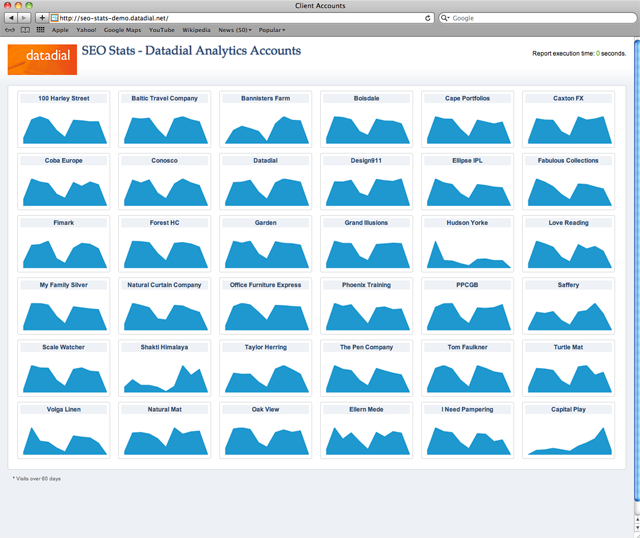 Client Accounts
http://seo-stats-demo.datadial.net/
Google
Apple Yahoo! Google Maps YouTube Wikipedia News (50) Popular
datadial
SEO Stats - Datadial Analytics Accounts
Report execution time: 0 seconds.
100 Harley Street Baltic Travel Company Bannisters Farm Boisdale Cape Portfolios Caxton FX
Coba Europe Conosco Datadial Design911 Ellipse IPL Fabulous Collections
Fimark Forest HC Garden Grand Illusions Hudson Yorke Love Reading
My Family Silver Natural Curtain Company Office Furniture Express Phoenix Training PPCGB Saffery
Scale Watcher Shakti Himalaya Taylor Herring The Pen Company Tom Faulkner Turtle Mat
Volga Linen Natural Mat Oak View Ellern Mede I Need Pampering Capital Play
* Visits over 60 days